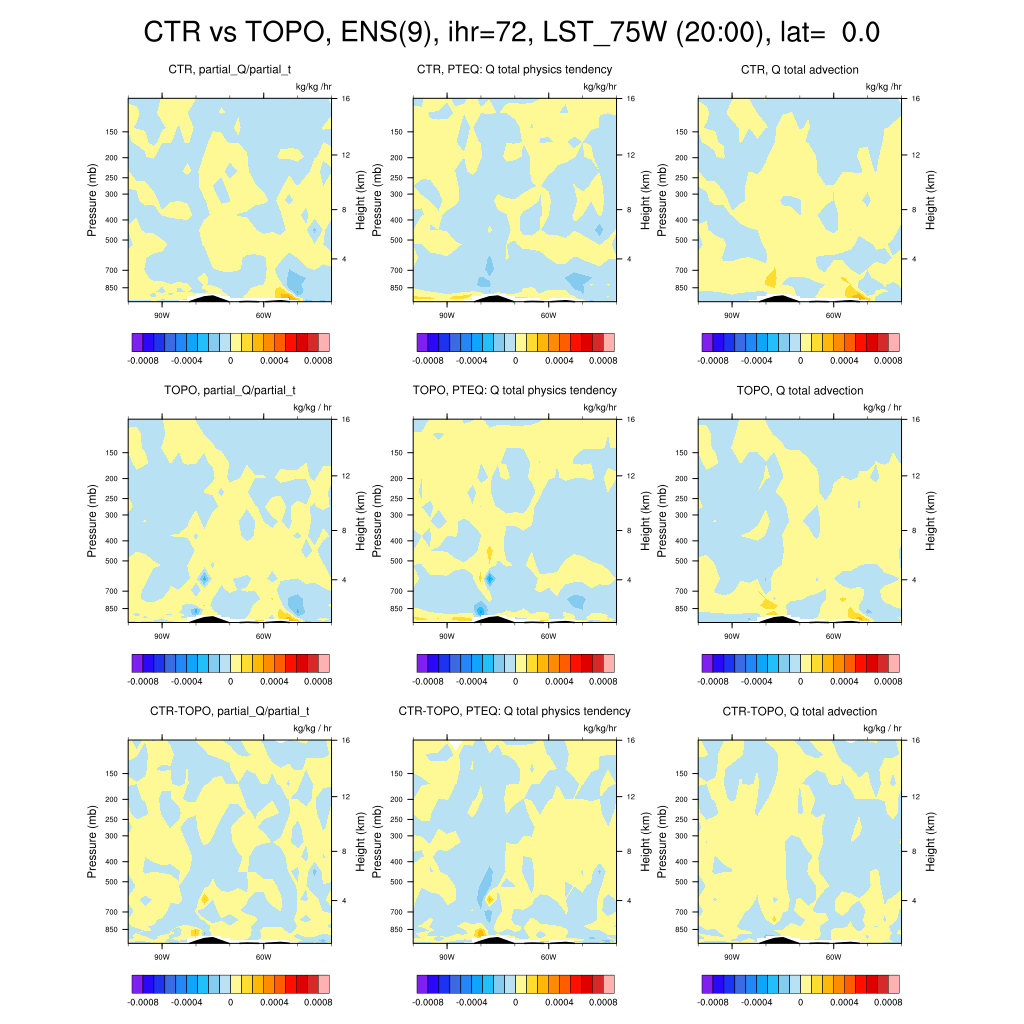 CTR vs TOPO, ENS(9), ihr=72, LST_75W (20:00), lat=  0.0
CTR, partial_Q/partial_t
kg/kg /hr
CTR, PTEQ: Q total physics tendency
kg/kg/hr
CTR, Q total advection
kg/kg /hr
Pressure (mb)
150
200
250
300
400
500
700
850
16
12
8
4
Height (km)
90W
60W
Pressure (mb)
150
200
250
300
400
500
700
850
16
12
8
4
Height (km)
90W
60W
Pressure (mb)
150
200
250
300
400
500
700
850
16
12
8
4
Height (km)
90W
60W
-0.0008 -0.0004 0 0.0004 0.0008
-0.0008 -0.0004 0 0.0004 0.0008
-0.0008 -0.0004 0 0.0004 0.0008
TOPO, partial_Q/partial_t
kg/kg / hr
TOPO, PTEQ: Q total physics tendency
kg/kg/hr
TOPO, Q total advection
kg/kg / hr
Pressure (mb)
150
200
250
300
400
500
700
850
16
12
8
4
Height (km)
90W
60W
Pressure (mb)
150
200
250
300
400
500
700
850
16
12
8
4
Height (km)
90W
60W
Pressure (mb)
150
200
250
300
400
500
700
850
16
12
8
4
Height (km)
90W
60W
-0.0008 -0.0004 0 0.0004 0.0008
-0.0008 -0.0004 0 0.0004 0.0008
-0.0008 -0.0004 0 0.0004 0.0008
CTR-TOPO, partial_Q/partial_t
kg/kg / hr
CTR-TOPO, PTEQ: Q total physics tendency
kg/kg/hr
CTR-TOPO, Q total advection
kg/kg / hr
Pressure (mb)
150
200
250
300
400
500
700
850
16
12
8
4
Height (km)
90W
60W
Pressure (mb)
150
200
250
300
400
500
700
850
16
12
8
4
Height (km)
90W
60W
Pressure (mb)
150
200
250
300
400
500
700
850
16
12
8
4
Height (km)
90W
60W
-0.0008 -0.0004 0 0.0004 0.0008
-0.0008 -0.0004 0 0.0004 0.0008
-0.0008 -0.0004 0 0.0004 0.0008